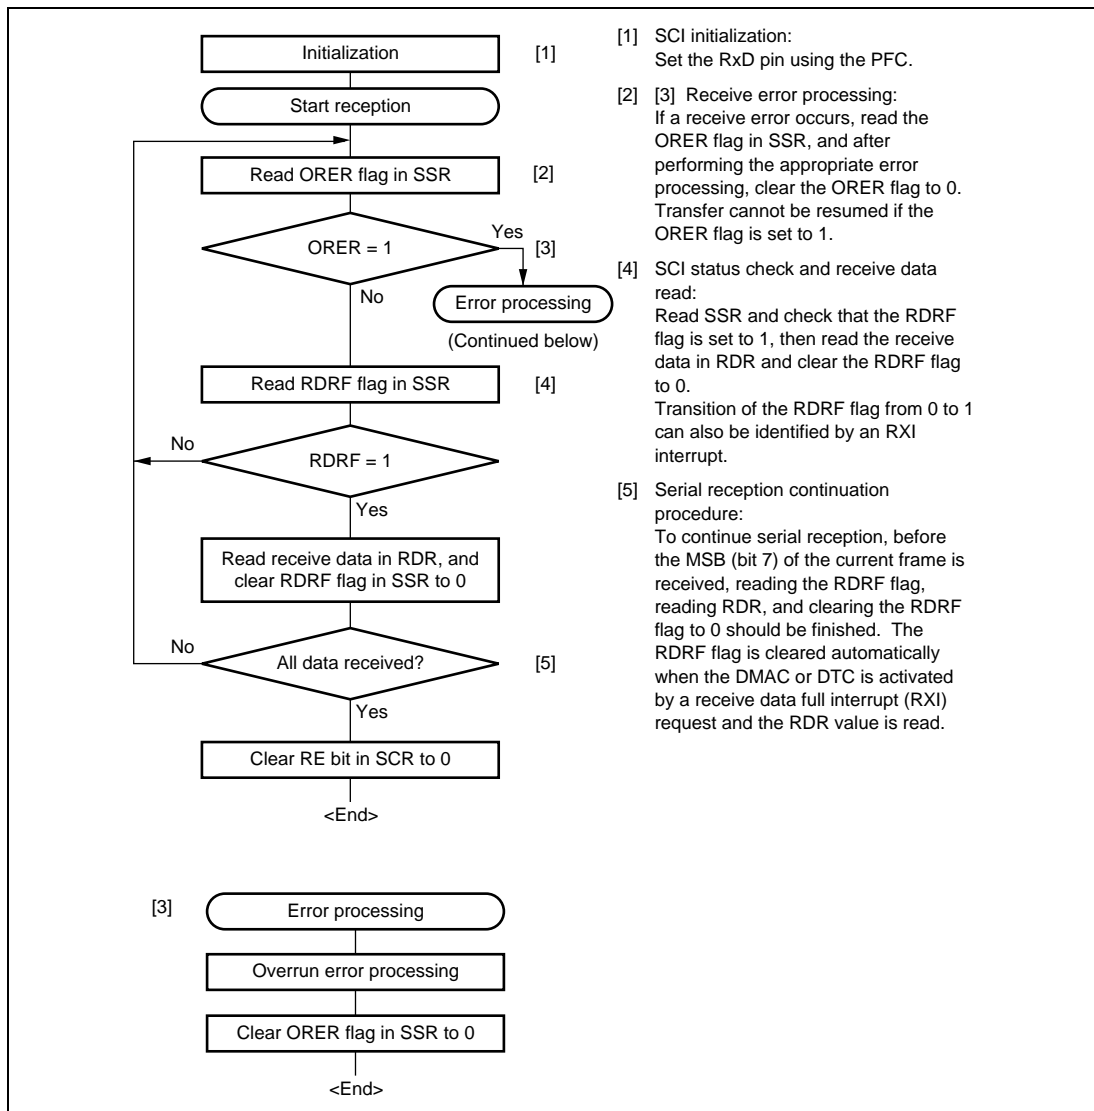 Initialization
[1]
Start reception
Read ORER flag in SSR
[2]
Yes
ORER = 1
[3]
No
Error processing
(Continued below)
Read RDRF flag in SSR
[4]
No
RDRF = 1
Yes
Read receive data in RDR, and
clear RDRF flag in SSR to 0
No
All data received?
[5]
Yes
Clear RE bit in SCR to 0
<End>
[1] SCI initialization:
Set the RxD pin using the PFC.
[2] [3] Receive error processing:
If a receive error occurs, read the
ORER flag in SSR, and after
performing the appropriate error
processing, clear the ORER flag to 0.
Transfer cannot be resumed if the
ORER flag is set to 1.
[4] SCI status check and receive data
read:
Read SSR and check that the RDRF
flag is set to 1, then read the receive
data in RDR and clear the RDRF flag
to 0.
Transition of the RDRF flag from 0 to 1
can also be identified by an RXI
interrupt.
[5] Serial reception continuation
procedure:
To continue serial reception, before
the MSB (bit 7) of the current frame is
received, reading the RDRF flag,
reading RDR, and clearing the RDRF
flag to 0 should be finished. The
RDRF flag is cleared automatically
when the DMAC or DTC is activated
by a receive data full interrupt (RXI)
request and the RDR value is read.
[3]
Error processing
Overrun error processing
Clear ORER flag in SSR to 0
<End>